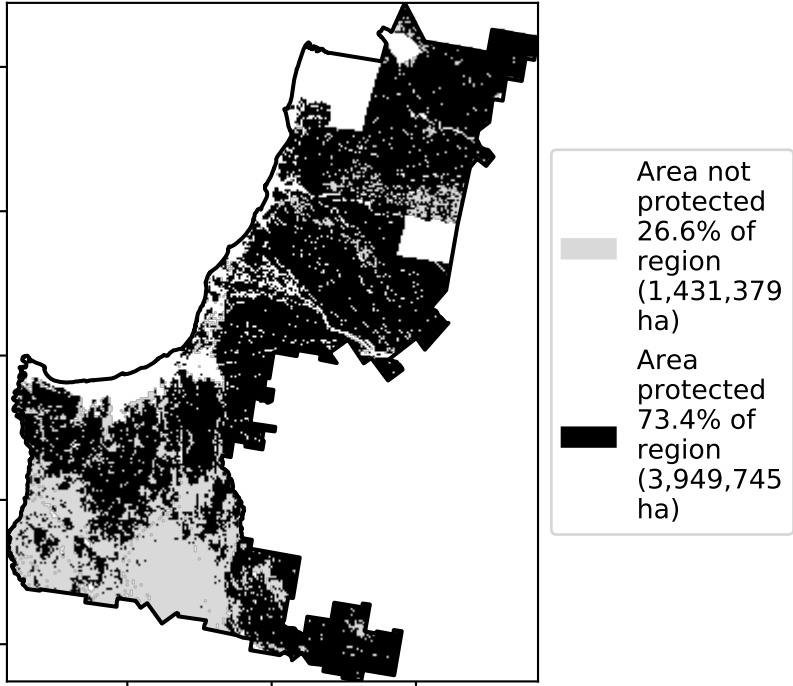 Area not
protected
26.6% of
region
(1,431,379
ha)
Area
protected
73.4% of
region
(3,949,745
ha)